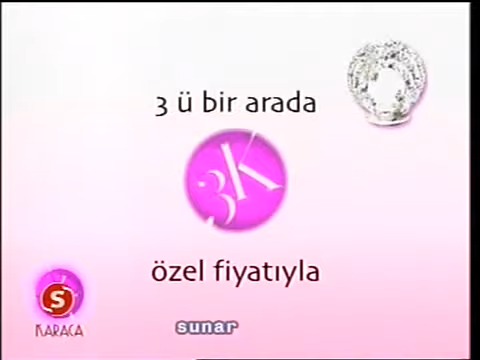 3 ü bir arada
3K
özel fiyatıyla
S
KARACA
sunar